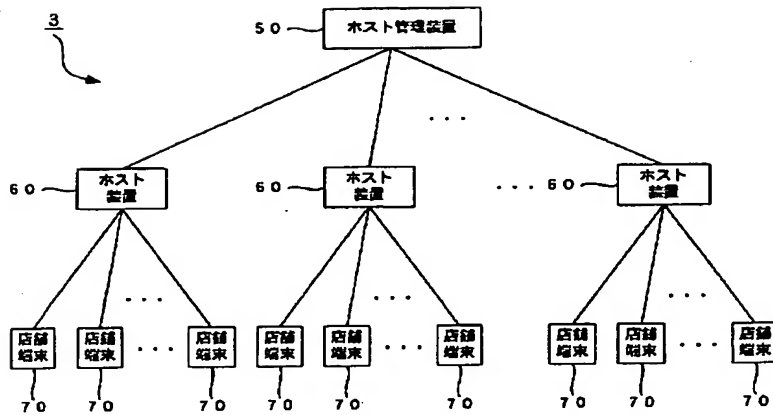 3
50 ホスト管理装置
...
60 ホスト 60 ホスト ... 60 ホスト
装置 装置 装置
... ... ...
店舗 店舗 ... 店舗 店舗 店舗 ... 店舗 店舗 店舗 ... 店舗
端末 端末 端末 端末 端末 端末 端末 端末 端末
70 70 70 70 70 70 70 70 70